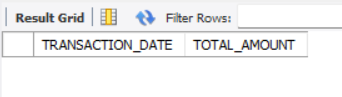 Result Grid Filter Rows:
TRANSACTION_DATE TOTAL_AMOUNT